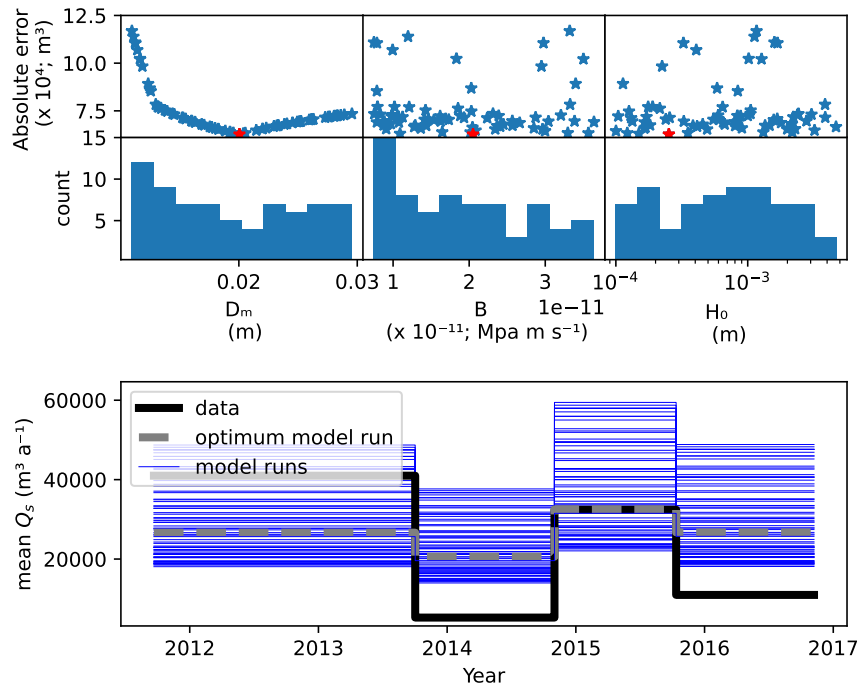 12.5
10.0
7.5
Absolute error
(x 10⁴; m³)
15
10
5
count
0.02
0.03
1
2
3
1e−11
10⁻⁴
10⁻³
Dₘ
(m)
B
(x 10⁻¹¹; Mpa m s⁻¹)
H₀
(m)
60000
40000
20000
mean Qₛ (m³ a⁻¹)
data
optimum model run
model runs
2012
2013
2014
2015
2016
2017
Year